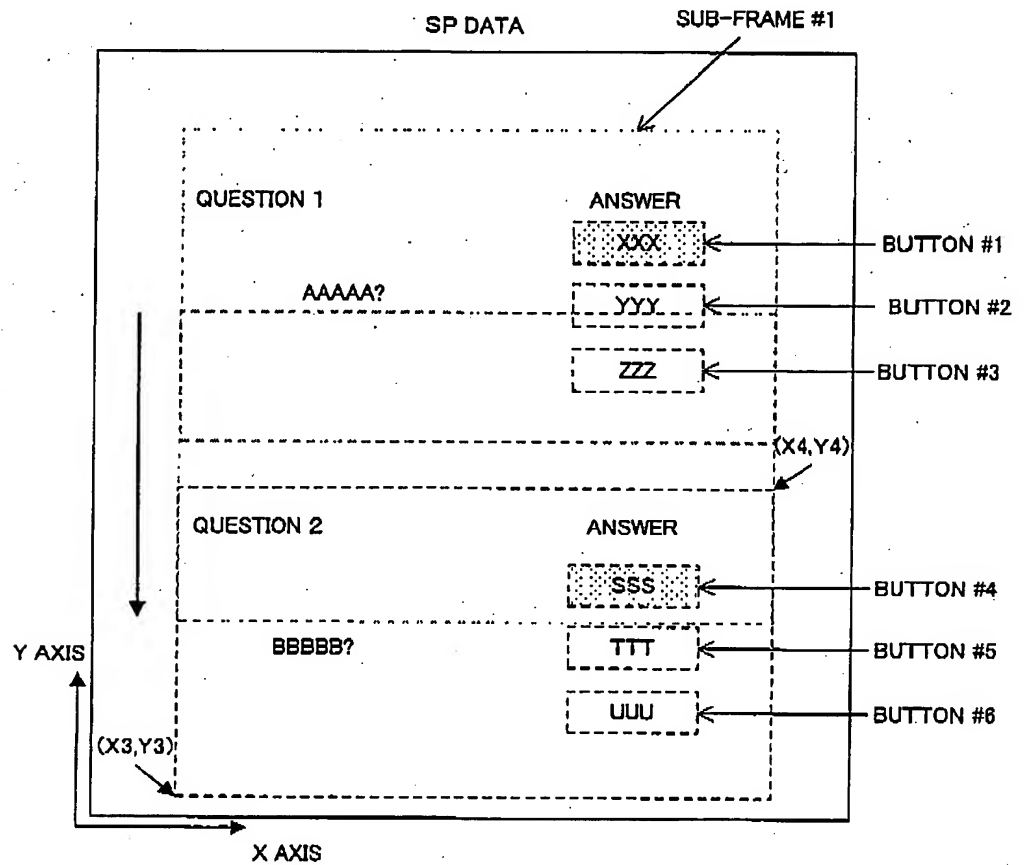 SP DATA
SUB-FRAME #1
QUESTION 1
ANSWER
XXX
BUTTON #1
AAAAA?
YYY
BUTTON #2
ZZZ
BUTTON #3
(X4,Y4)
QUESTION 2
ANSWER
SSS
BUTTON #4
BBBBB?
TTT
BUTTON #5
Y AXIS
UUU
BUTTON #6
(X3,Y3)
X AXIS